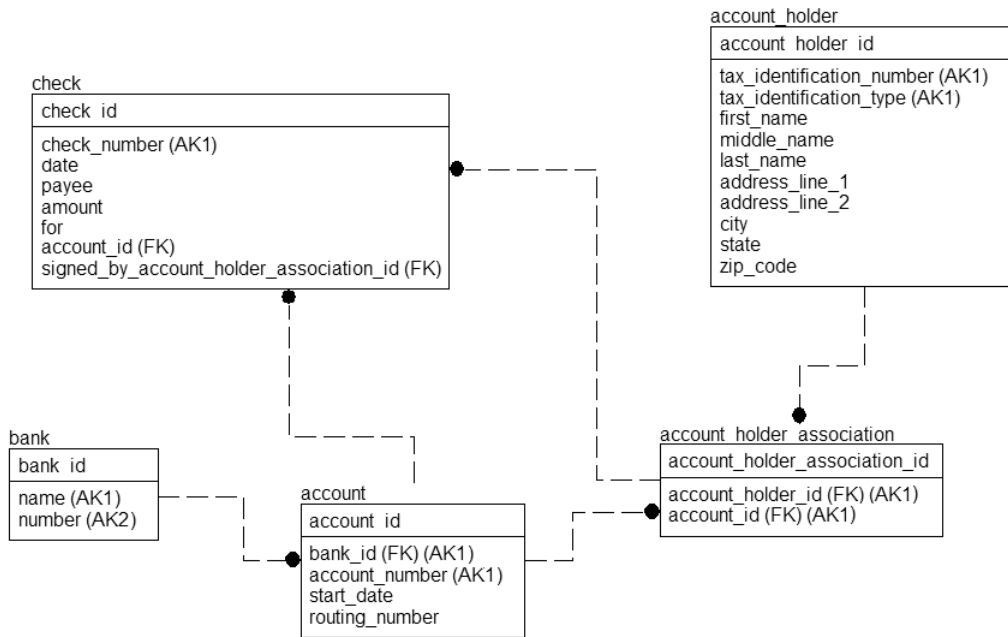 account_holder
account_holder_id
tax_identification_number (AK1)
tax_identification_type (AK1)
first_name
middle_name
last_name
address_line_1
address_line_2
city
state
zip_code
check
check_id
check_number (AK1)
date
payee
amount
for
account_id (FK)
signed_by_account_holder_association_id (FK)
bank
bank_id
name (AK1)
number (AK2)
account
account_id
bank_id (FK) (AK1)
account_number (AK1)
start_date
routing_number
account_holder_association
account_holder_association_id
account_holder_id (FK) (AK1)
account_id (FK) (AK1)